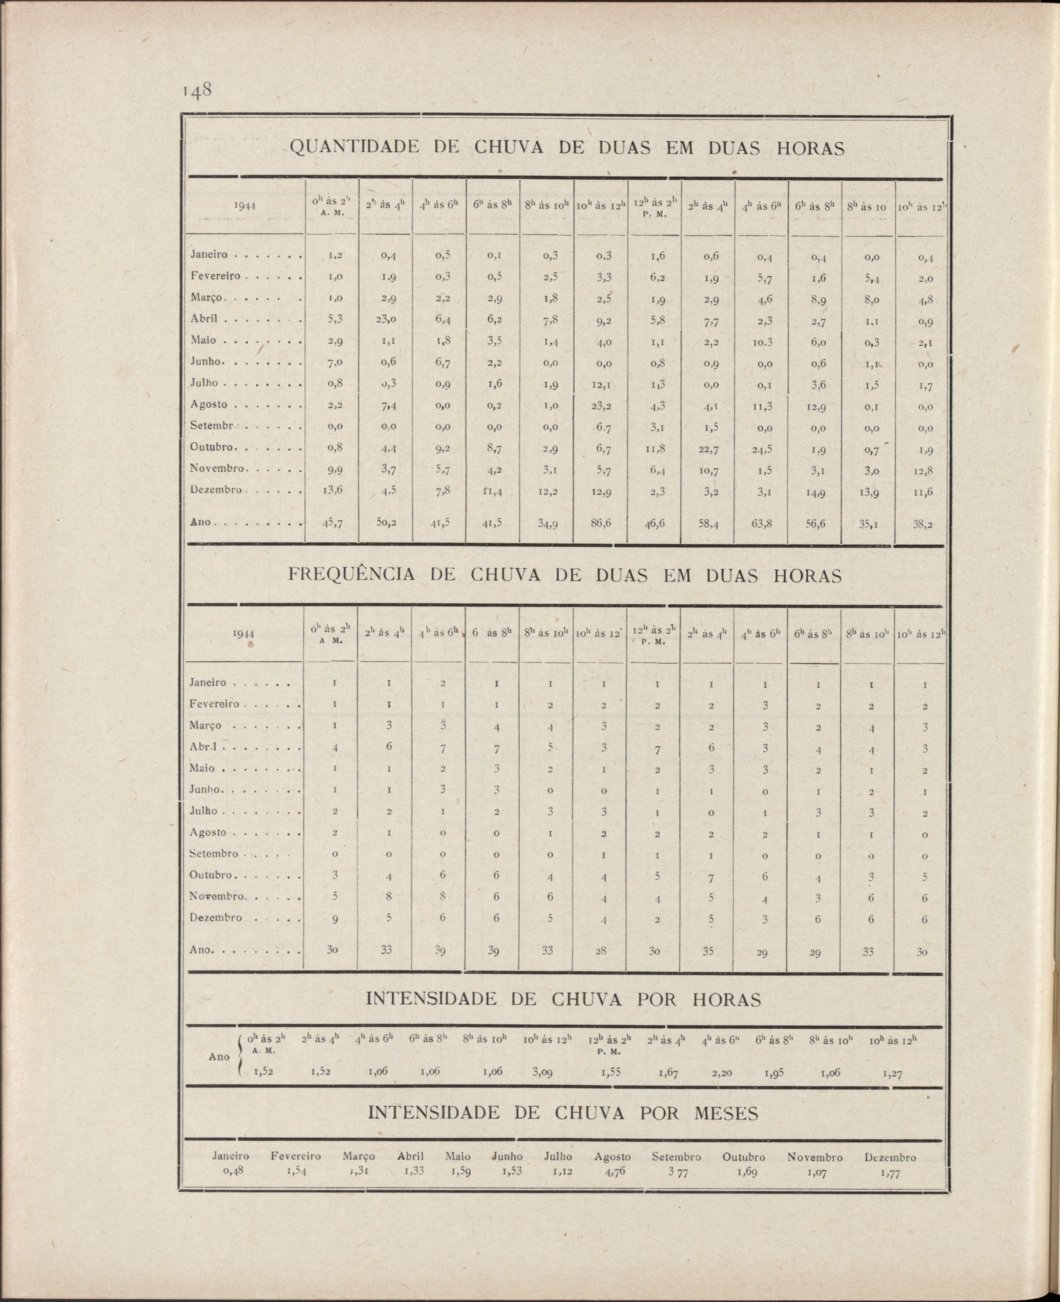 148
QUANTIDADE DE CHUVA DE DUAS EM DUAS HORAS
1944 0h às 2h A. M. 2h às 4h 4h às 6h 6h às 8h 8h às 10h 10h às 12h 12h às 2h P. M. 2h às 4h 4h às 6h 6h às 8h 8h às 10 10h às 12h
Janeiro . . . . . . . 1,2 0,4 0,5 0,1 0,3 0,3 1,6 0,6 0,4 0,4 0,0 0,4
Fevereiro . . . . . . 1,0 1,9 0,3 0,5 2,5 3,3 6,2 1,9 5,7 1,6 5,4 2,0
Março. . . . . . . 1,0 2,9 2,2 2,9 1,8 2,5 1,9 2,9 4,6 8,9 8,0 4,8
Abril . . . . . . . . 5,3 23,0 6,4 6,2 7,8 9,2 5,8 7,7 2,3 2,7 1,1 0,9
Maio . . . . . . . . 2,9 1,1 1,8 3,5 1,4 4,0 1,1 2,2 10.3 6,0 0,3 2,1
Junho. . . . . . . . 7,0 0,6 6,7 2,2 0,0 0,0 0,8 0,9 0,0 0,6 1,1 0,0
Julho . . . . . . . . 0,8 0,3 0,9 1,6 1,9 12,1 1,3 0,0 0,1 3,6 1,5 1,7
Agosto . . . . . . . 2,2 7,4 0,0 0,2 1,0 23,2 4,3 4,1 11,3 12,9 0,1 0,0
Setembr . . . . . . 0,0 0,0 0,0 0,0 0,0 6.7 3,1 1,5 0,0 0,0 0,0 0,0
Outubro. . . . . . . 0,8 4,4 9,2 8,7 2,9 6,7 11,8 22,7 24,5 1,9 0,7 1,9
Novembro. . . . . . 9,9 3,7 5,7 4,2 3,1 5,7 6,4 10,7 1,5 3,1 3,0 12,8
Dezembro . . . . . . 13,6 4,5 7,8 11,4 12,2 12,9 2,3 3,2 3,1 14,9 13,9 11,6
Ano . . . . . . . . . 45,7 50,2 41,5 41,5 34,9 86,6 46,6 58,4 63,8 56,6 35,1 38,2
FREQUÊNCIA DE CHUVA DE DUAS EM DUAS HORAS
1944 0h às 2h A M. 2h às 4h 4h às 6h 6 às 8h 8h às 10h 10h às 12 12h às 2h P. M. 2h às 4h 4h às 6h 6h às 8h 8h às 10h 10h às 12h
Janeiro . . . . . . 1 1 2 1 1 1 1 1 1 1 1 1
Fevereiro . . . . . . 1 1 1 1 2 2 2 2 3 2 2 2
Março . . . . . . . 1 3 3 4 4 3 2 2 3 2 4 3
Abr.l . . . . . . . . 4 6 7 7 5 3 7 6 3 4 4 3
Maio . . . . . . . . 1 1 2 3 2 1 2 3 3 2 1 2
Junho. . . . . . . . 1 1 3 3 0 0 1 1 0 1 2 1
Julho . . . . . . . . 2 2 1 2 3 3 1 0 1 3 3 2
Agosto . . . . . . . 2 1 0 0 1 2 2 2 2 1 1 0
Setembro . . . . . 0 0 0 0 0 1 1 1 0 0 0 0
Outubro. . . . . . . 3 4 6 6 4 4 5 7 6 4 3 5
Novembro. . . . . . 5 8 8 6 6 4 4 5 4 3 6 6
Dezembro . . . . . 9 5 6 6 5 4 2 5 3 6 6 6
Ano. . . . . . . . . 30 33 39 39 33 28 30 35 29 29 33 30
INTENSIDADE DE CHUVA POR HORAS
0h às 2h A. M. 2h às 4h 4h às 6h 6h às 8h 8h às 10h 10h às 12h 12h às 2h P. M. 2h às 4h 4h às 6h 6h às 8h 8h às 10h 10h às 12h
Ano
1,52 1,52 1,06 1,06 1,06 3,09 1,55 1,67 2,20 1,95 1,06 1,27
INTENSIDADE DE CHUVA POR MESES
Janeiro Fevereiro Março Abril Maio Junho Julho Agosto Setembro Outubro Novembro Dezembro
0,48 1,54 1,31 1,33 1,59 1,53 1,12 4,76 3 77 1,69 1,07 1,77